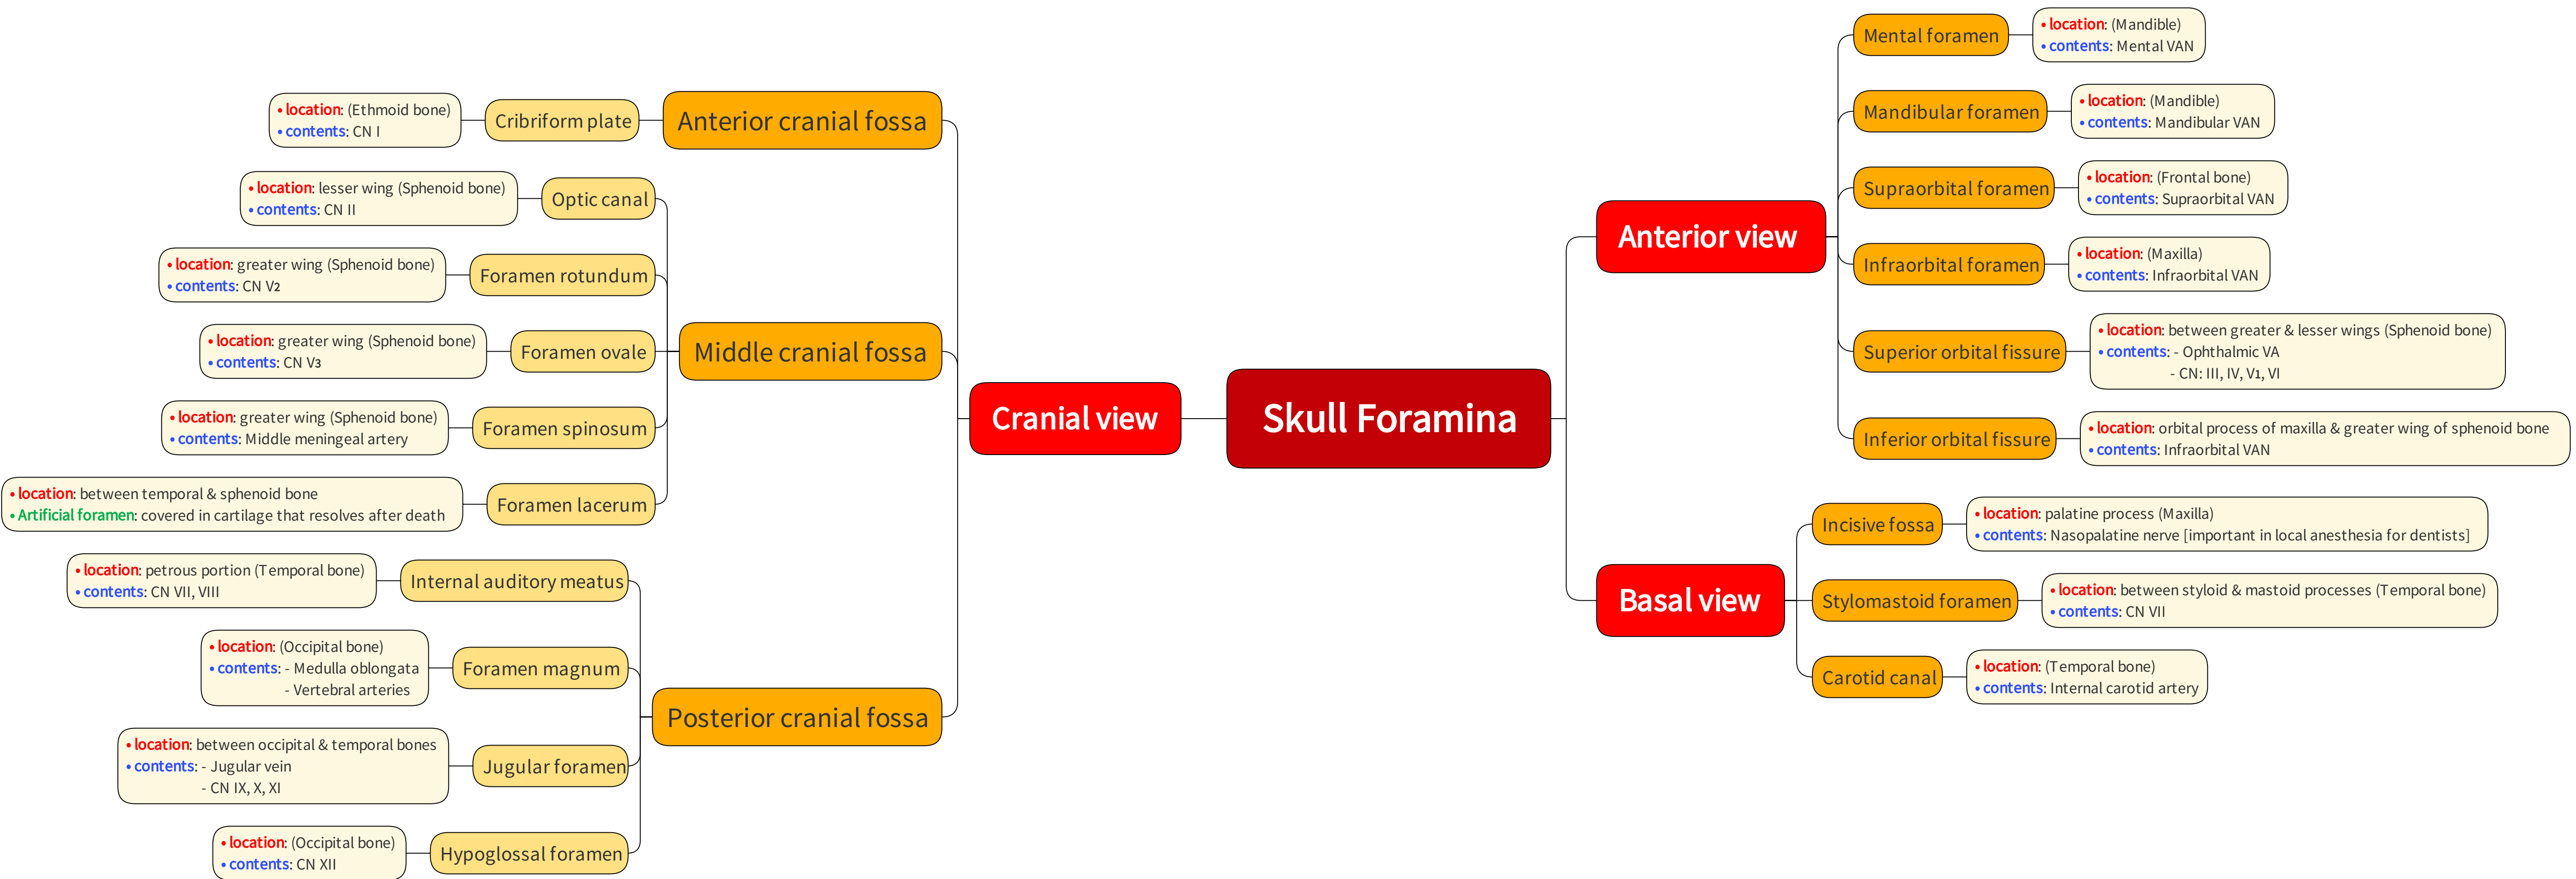 Skull Foramina
Cranial view
Anterior cranial fossa
Cribriform plate
• location: (Ethmoid bone)
• contents: CN I
Middle cranial fossa
Optic canal
• location: lesser wing (Sphenoid bone)
• contents: CN II
Foramen rotundum
• location: greater wing (Sphenoid bone)
• contents: CN V2
Foramen ovale
• location: greater wing (Sphenoid bone)
• contents: CN V3
Foramen spinosum
• location: greater wing (Sphenoid bone)
• contents: Middle meningeal artery
Foramen lacerum
• location: between temporal & sphenoid bone
• Artificial foramen: covered in cartilage that resolves after death
Posterior cranial fossa
Internal auditory meatus
• location: petrous portion (Temporal bone)
• contents: CN VII, VIII
Foramen magnum
• location: (Occipital bone)
• contents: - Medulla oblongata
- Vertebral arteries
Jugular foramen
• location: between occipital & temporal bones
• contents: - Jugular vein
- CN IX, X, XI
Hypoglossal foramen
• location: (Occipital bone)
• contents: CN XII
Anterior view
Mental foramen
• location: (Mandible)
• contents: Mental VAN
Mandibular foramen
• location: (Mandible)
• contents: Mandibular VAN
Supraorbital foramen
• location: (Frontal bone)
• contents: Supraorbital VAN
Infraorbital foramen
• location: (Maxilla)
• contents: Infraorbital VAN
Superior orbital fissure
• location: between greater & lesser wings (Sphenoid bone)
• contents: - Ophthalmic VA
- CN: III, IV, V1, VI
Inferior orbital fissure
• location: orbital process of maxilla & greater wing of sphenoid bone
• contents: Infraorbital VAN
Basal view
Incisive fossa
• location: palatine process (Maxilla)
• contents: Nasopalatine nerve [important in local anesthesia for dentists]
Stylomastoid foramen
• location: between styloid & mastoid processes (Temporal bone)
• contents: CN VII
Carotid canal
• location: (Temporal bone)
• contents: Internal carotid artery